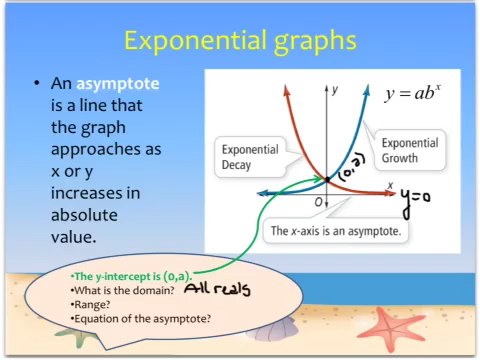 Exponential graphs
• An asymptote
is a line that
the graph
approaches as
x or y
increases in
absolute
value.
y
y = abˣ
Exponential
Decay
Exponential
Growth
(0,a)
x
O
y=0
The x-axis is an asymptote.
•The y-intercept is (0,a).
•What is the domain? All reals
•Range?
•Equation of the asymptote?